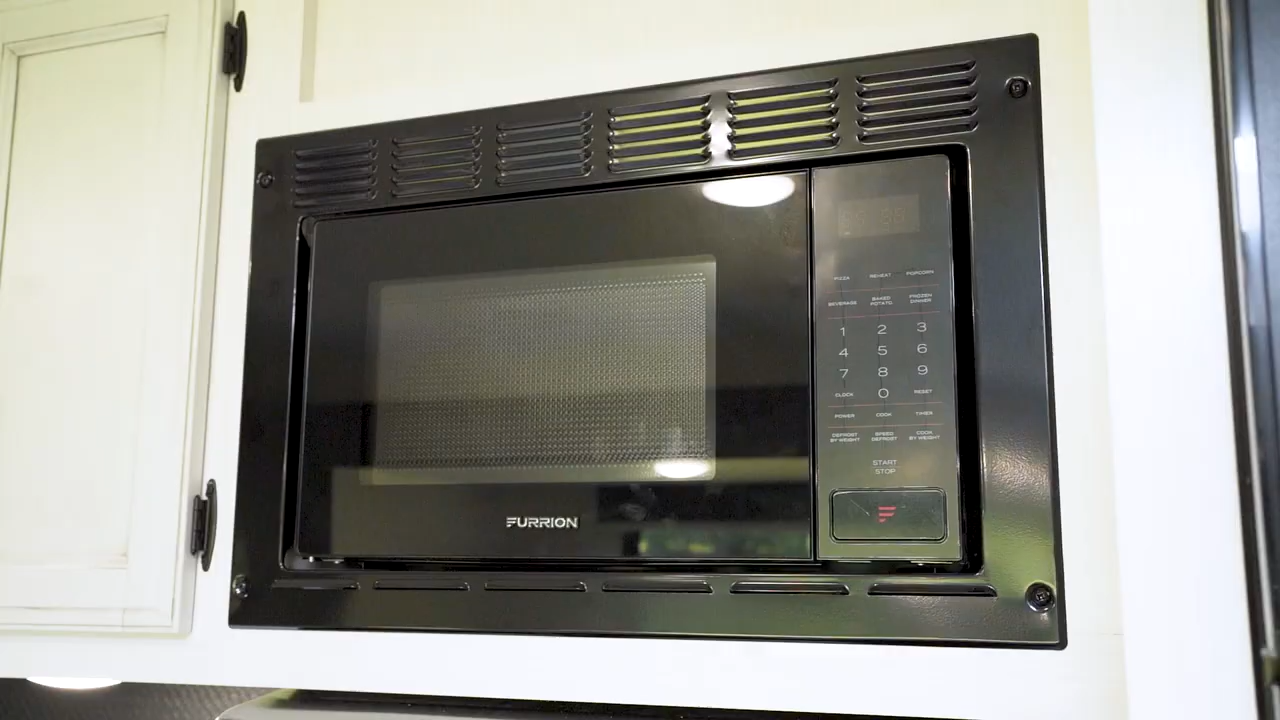 PIZZA REHEAT POPCORN
BEVERAGE BAKED POTATO FROZEN DINNER
1 2 3
4 5 6
7 8 9
CLOCK 0 RESET
POWER COOK TIMER
DEFROST BY WEIGHT SPEED DEFROST COOK BY WEIGHT
START
STOP
FURRION